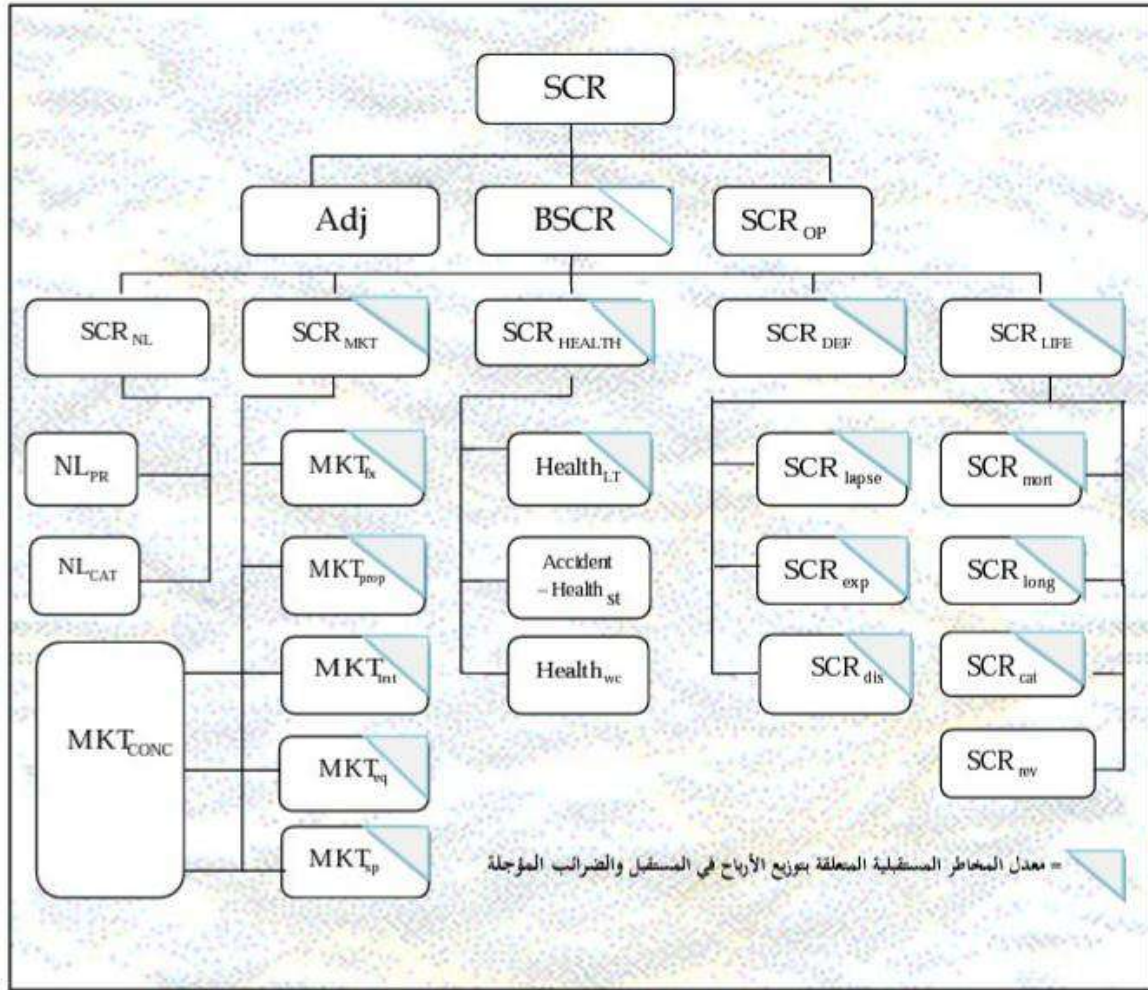 SCR
Adj
BSCR
SCR OP
SCR NL
SCR MKT
SCR HEALTH
SCR DEF
SCR LIFE
NL PR
NL CAT
MKT CONC
MKT fx
MKT prop
MKT int
MKT eq
MKT sp
Health LT
Accident
– Health st
Health wc
SCR lapse
SCR exp
SCR dis
SCR mort
SCR long
SCR cat
SCR rev
= معدل المخاطر المستقبلية المتعلقة بتوزيع الأرباح في المستقبل والضرائب المؤجلة